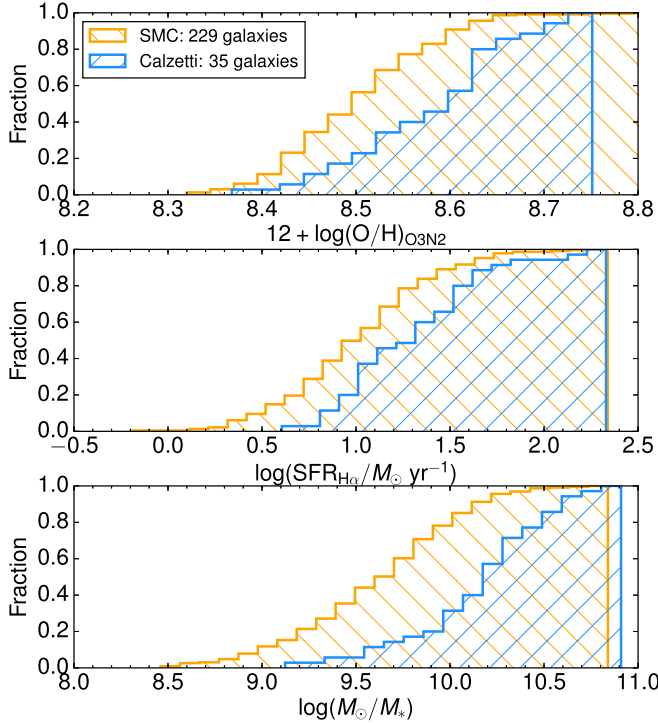 1.0
0.8
0.6
0.4
0.2
0.0
Fraction
SMC: 229 galaxies
Calzetti: 35 galaxies
8.2 8.3 8.4 8.5 8.6 8.7 8.8
12 + log(O/H)O3N2
1.0
0.8
0.6
0.4
0.2
0.0
Fraction
−0.5 0.0 0.5 1.0 1.5 2.0 2.5
log(SFRHα/M⊙ yr−1)
1.0
0.8
0.6
0.4
0.2
0.0
Fraction
8.0 8.5 9.0 9.5 10.0 10.5 11.0
log(M⊙/M*)